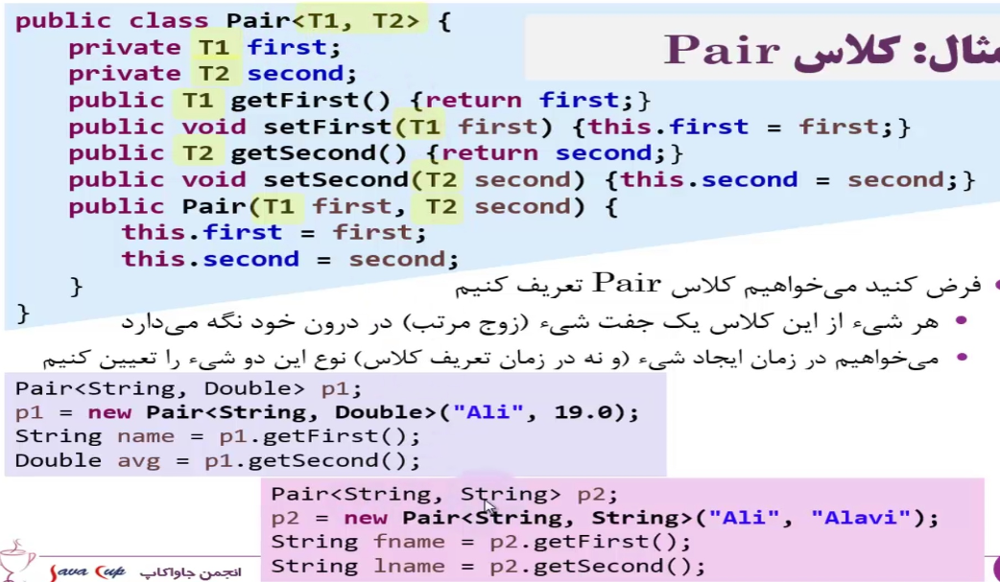 مثال: کلاس Pair
public class Pair<T1, T2> {
private T1 first;
private T2 second;
public T1 getFirst() {return first;}
public void setFirst(T1 first) {this.first = first;}
public T2 getSecond() {return second;}
public void setSecond(T2 second) {this.second = second;}
public Pair(T1 first, T2 second) {
this.first = first;
this.second = second;
}
}
• فرض کنید می‌خواهیم کلاس Pair تعریف کنیم
• هر شیء از این کلاس یک جفت شیء (زوج مرتب) در درون خود نگه می‌دارد
• می‌خواهیم در زمان ایجاد شیء (و نه در زمان تعریف کلاس) نوع این دو شیء را تعیین کنیم
Pair<String, Double> p1;
p1 = new Pair<String, Double>("Ali", 19.0);
String name = p1.getFirst();
Double avg = p1.getSecond();
Pair<String, String> p2;
p2 = new Pair<String, String>("Ali", "Alavi");
String fname = p2.getFirst();
String lname = p2.getSecond();
انجمن جاواکاپ Java Cup